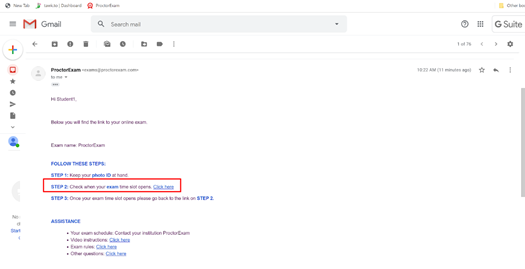 New Tab Leeto.io | Dashboard ProctorExam Other bo
Gmail Search mail G Suite
1 of 76
ProctorExam <exams@proctorexam.com> 10:22 AM (11 minutes ago)
to me
Hi Student1,
Below you will find the link to your online exam.
Exam name: ProctorExam
FOLLOW THESE STEPS:
STEP 1: Keep your photo ID at hand.
STEP 2: Check when your exam time slot opens. Click here
STEP 3: Once your exam time slot opens please go back to the link on STEP 2.
No
Start
ASSISTANCE
• Your exam schedule: Contact your institution ProctorExam
• Video instructions: Click here
• Exam rules: Click here
• Other questions: Click here